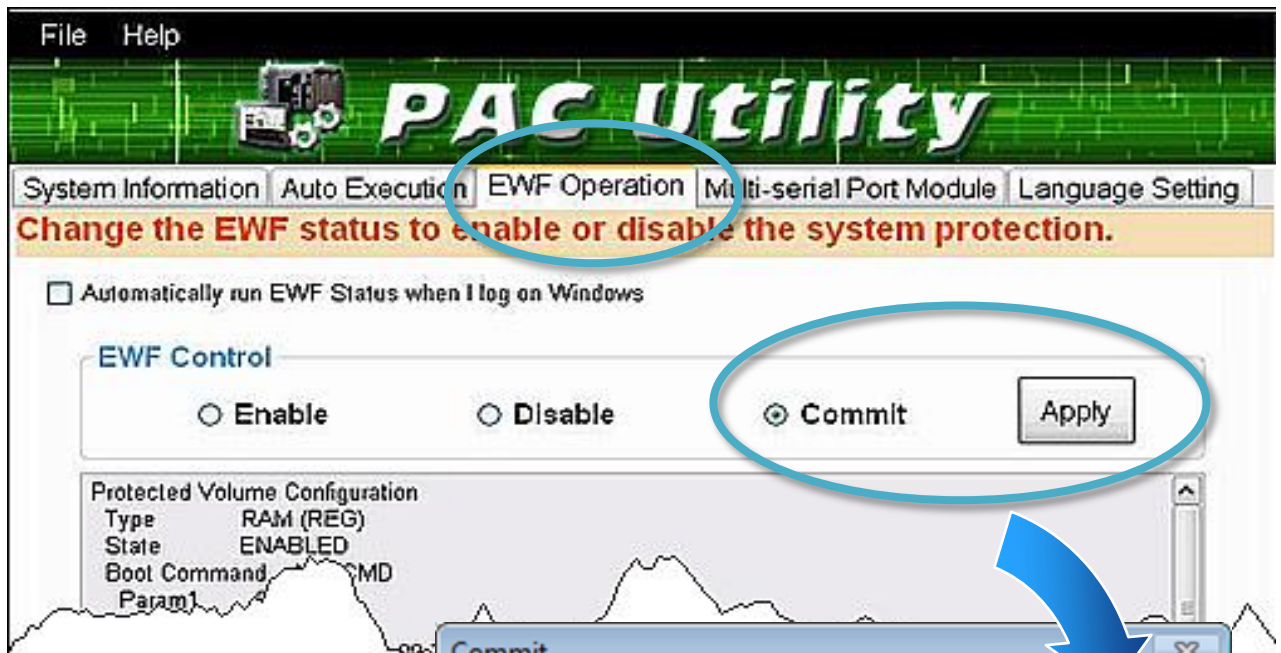 File Help
PAC Utility
System Information Auto Execution EWF Operation Multi-serial Port Module Language Setting
Change the EWF status to enable or disable the system protection.
Automatically run EWF Status when I log on Windows
EWF Control
Enable Disable Commit Apply
Protected Volume Configuration
Type RAM (REG)
State ENABLED
Boot Command
Param1
Commit